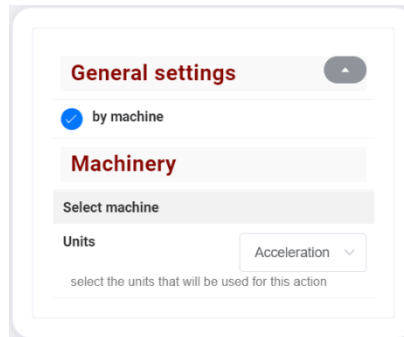 General settings
by machine
Machinery
Select machine
Units
Acceleration
select the units that will be used for this action